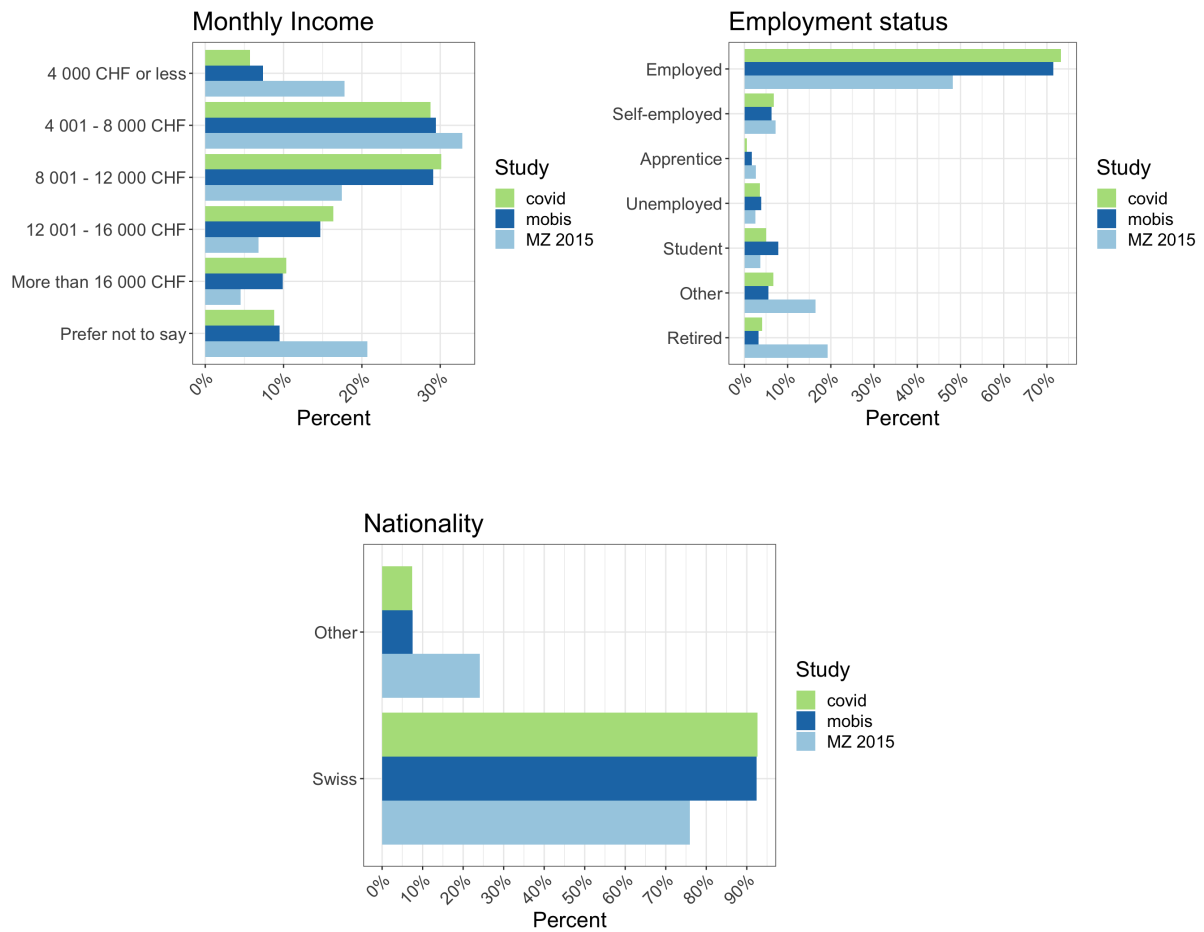 Monthly Income
4 000 CHF or less
4 001 - 8 000 CHF
8 001 - 12 000 CHF
12 001 - 16 000 CHF
More than 16 000 CHF
Prefer not to say
0% 10% 20% 30%
Percent
Study
covid
mobis
MZ 2015
Employment status
Employed
Self-employed
Apprentice
Unemployed
Student
Other
Retired
0% 10% 20% 30% 40% 50% 60% 70%
Percent
Study
covid
mobis
MZ 2015
Nationality
Other
Swiss
0% 10% 20% 30% 40% 50% 60% 70% 80% 90%
Percent
Study
covid
mobis
MZ 2015